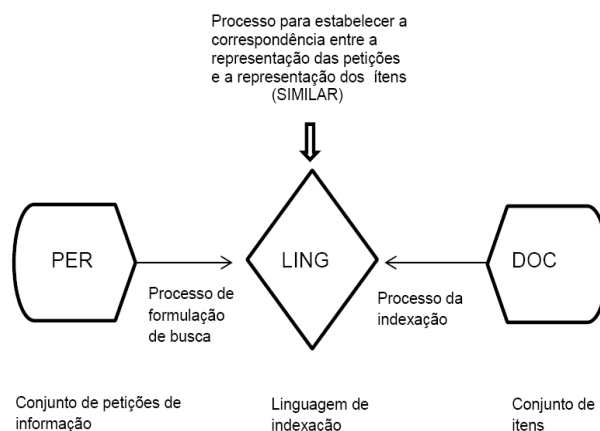 Processo para estabelecer a
correspondência entre a
representação das petições
e a representação dos ítens
(SIMILAR)
PER
LING
DOC
Processo de
formulação
de busca
Processo da
indexação
Conjunto de petições de
informação
Linguagem de
indexação
Conjunto de
itens